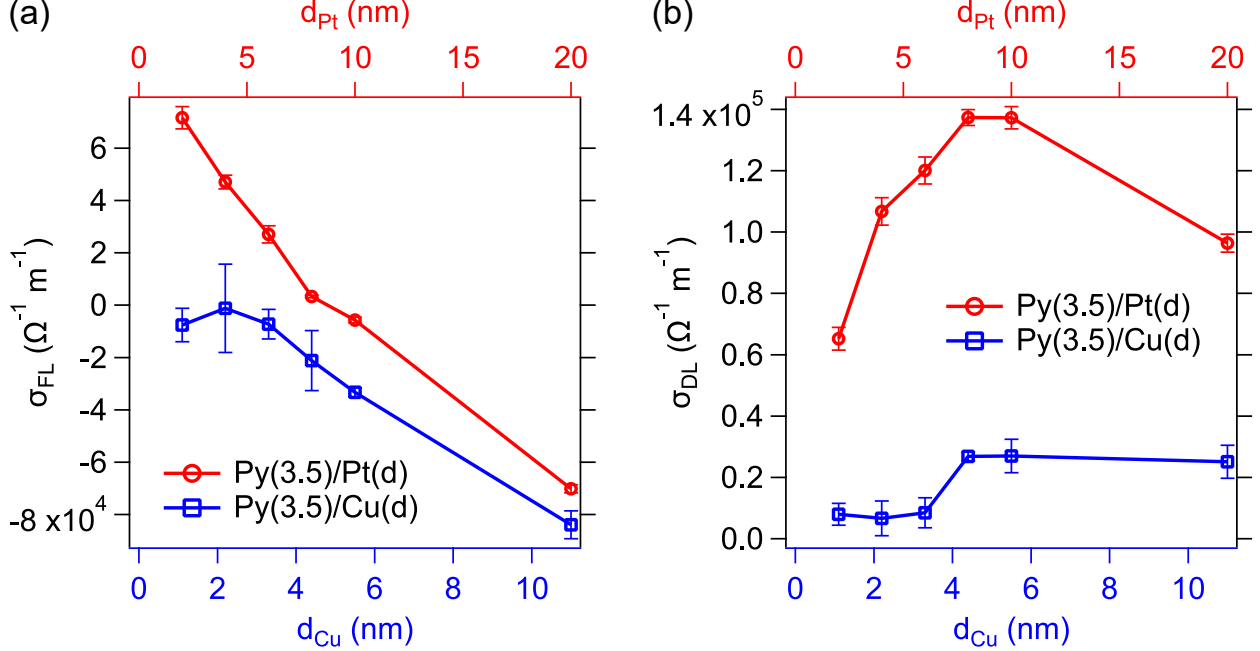 (a)
d_Pt (nm)
0 5 10 15 20
6
4
2
0
-2
-4
-6
-8 x10^4
σ_FL (Ω^-1 m^-1)
Py(3.5)/Pt(d)
Py(3.5)/Cu(d)
0 2 4 6 8 10
d_Cu (nm)
(b)
d_Pt (nm)
0 5 10 15 20
1.4 x10^5
1.2
1.0
0.8
0.6
0.4
0.2
0.0
σ_DL (Ω^-1 m^-1)
Py(3.5)/Pt(d)
Py(3.5)/Cu(d)
0 2 4 6 8 10
d_Cu (nm)